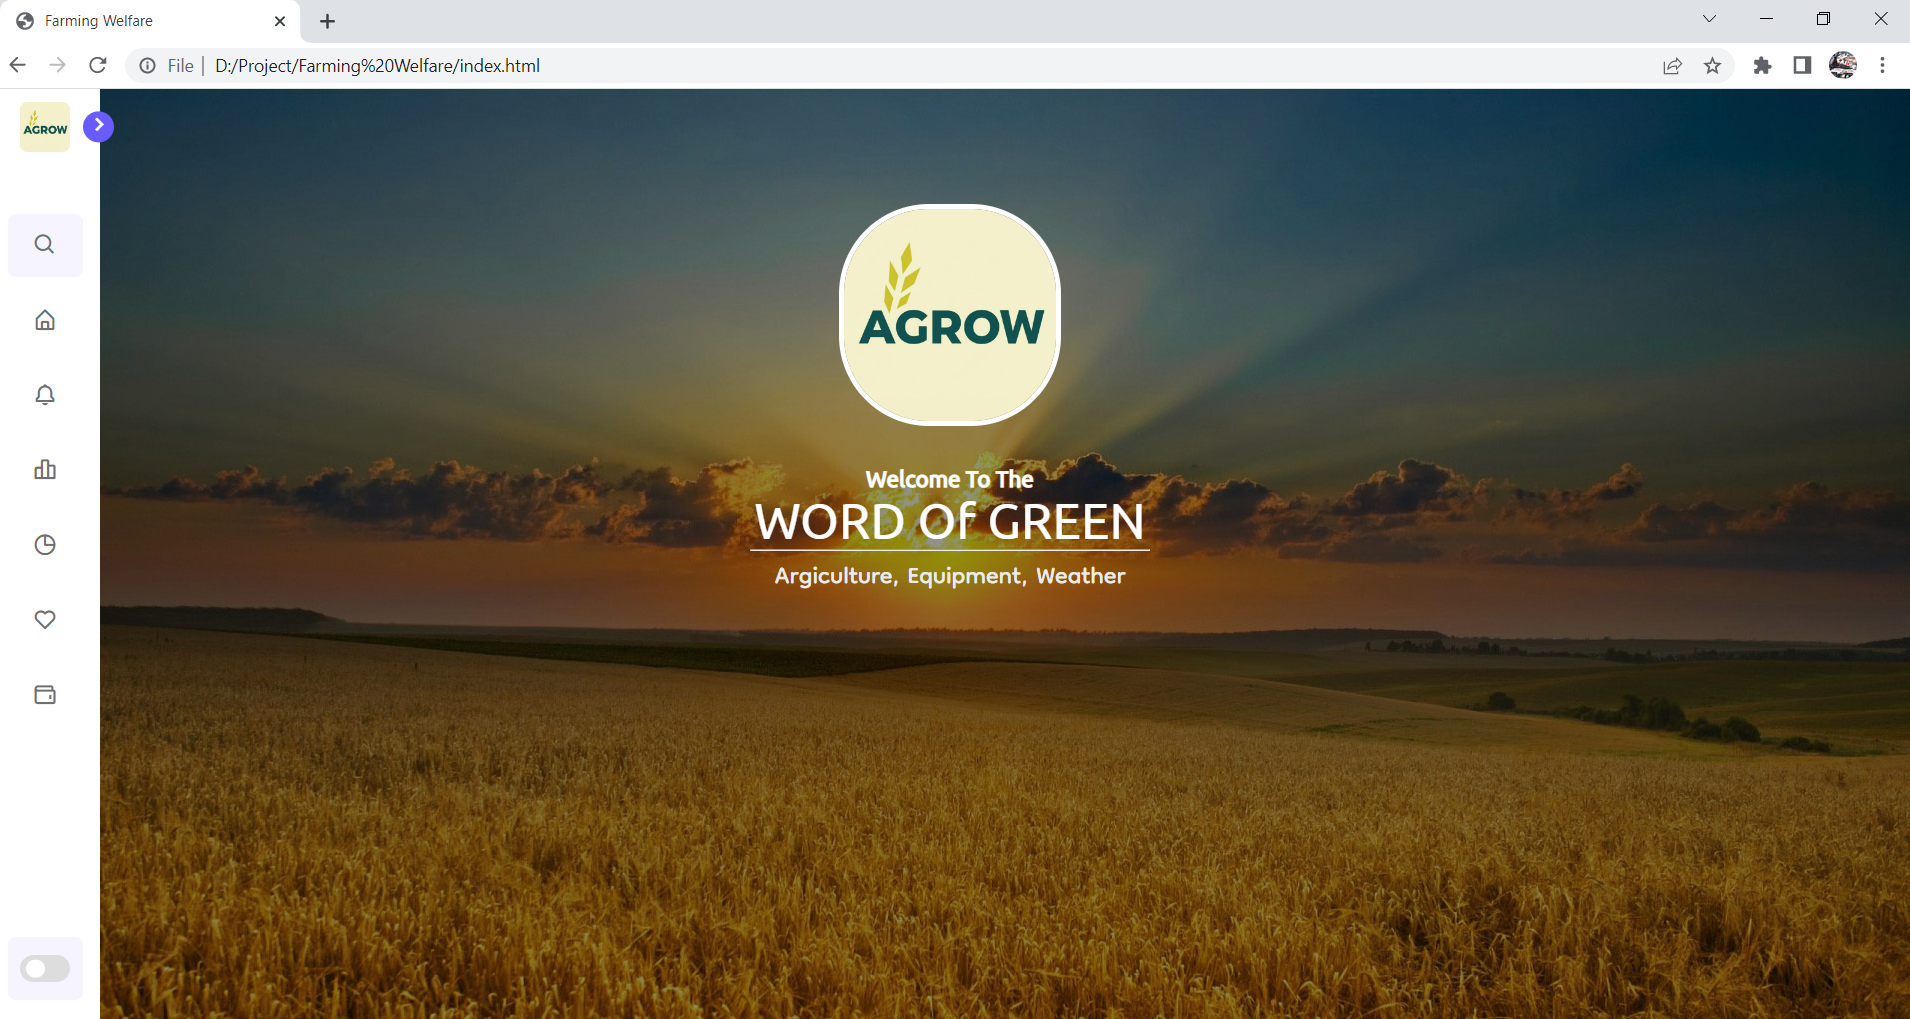 Farming Welfare
File | D:/Project/Farming%20Welfare/index.html
AGROW
AGROW
Welcome To The
WORD Of GREEN
Argiculture, Equipment, Weather